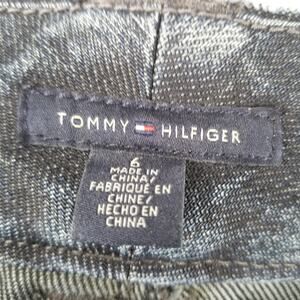 TOMMY HILFIGER
6
MADE IN
CHINA/
FABRIQUÉ EN
CHINE/
HECHO EN
CHINA